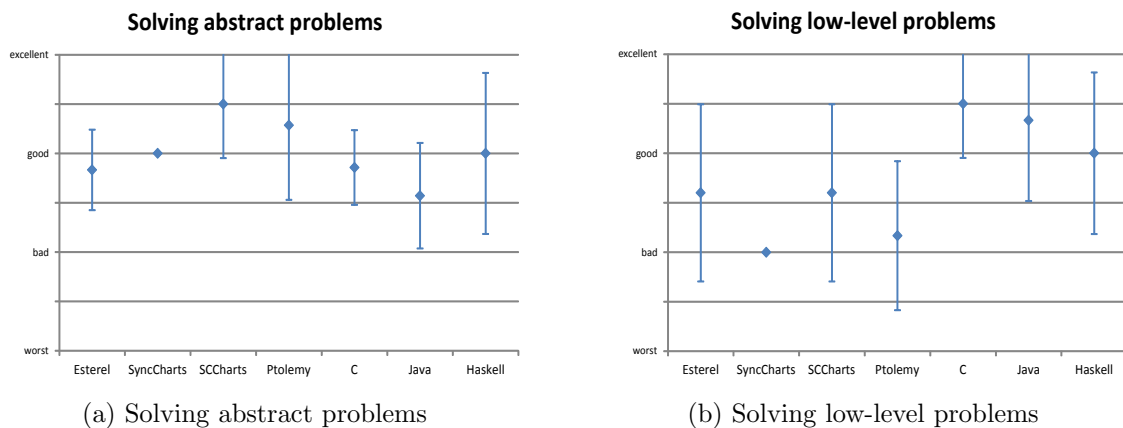 Solving abstract problems
excellent
good
bad
worst
Esterel SyncCharts SCCharts Ptolemy C Java Haskell
(a) Solving abstract problems
Solving low-level problems
excellent
good
bad
worst
Esterel SyncCharts SCCharts Ptolemy C Java Haskell
(b) Solving low-level problems